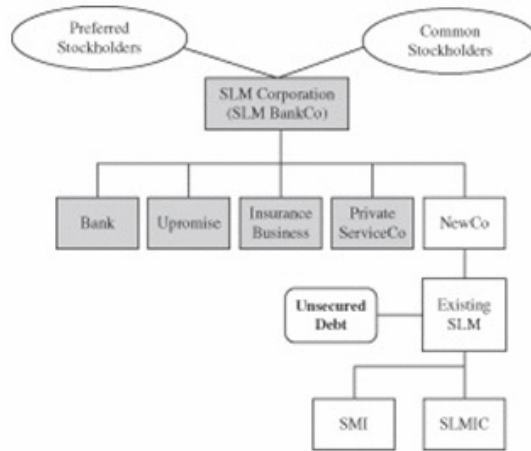 Preferred
Stockholders
Common
Stockholders
SLM Corporation
(SLM BankCo)
Bank
Upromise
Insurance
Business
Private
ServiceCo
NewCo
Unsecured
Debt
Existing
SLM
SMI
SLMIC